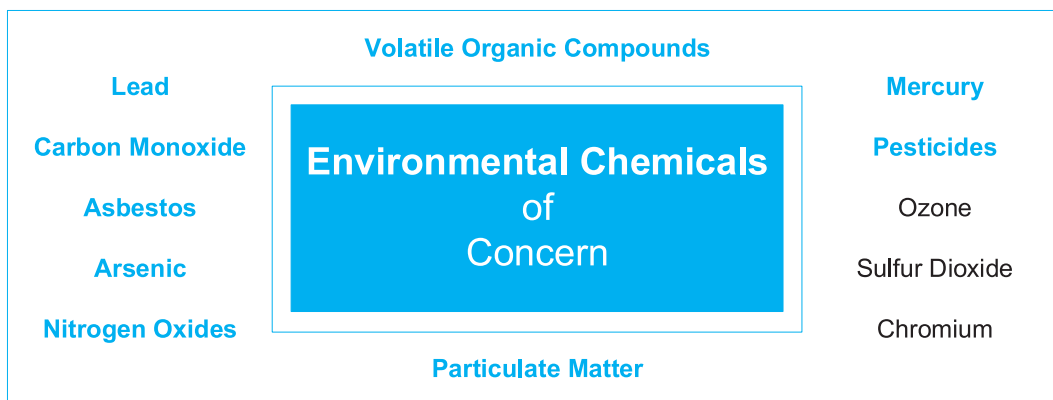 Volatile Organic Compounds
Lead
Carbon Monoxide
Asbestos
Arsenic
Nitrogen Oxides
Environmental Chemicals
of
Concern
Mercury
Pesticides
Ozone
Sulfur Dioxide
Chromium
Particulate Matter